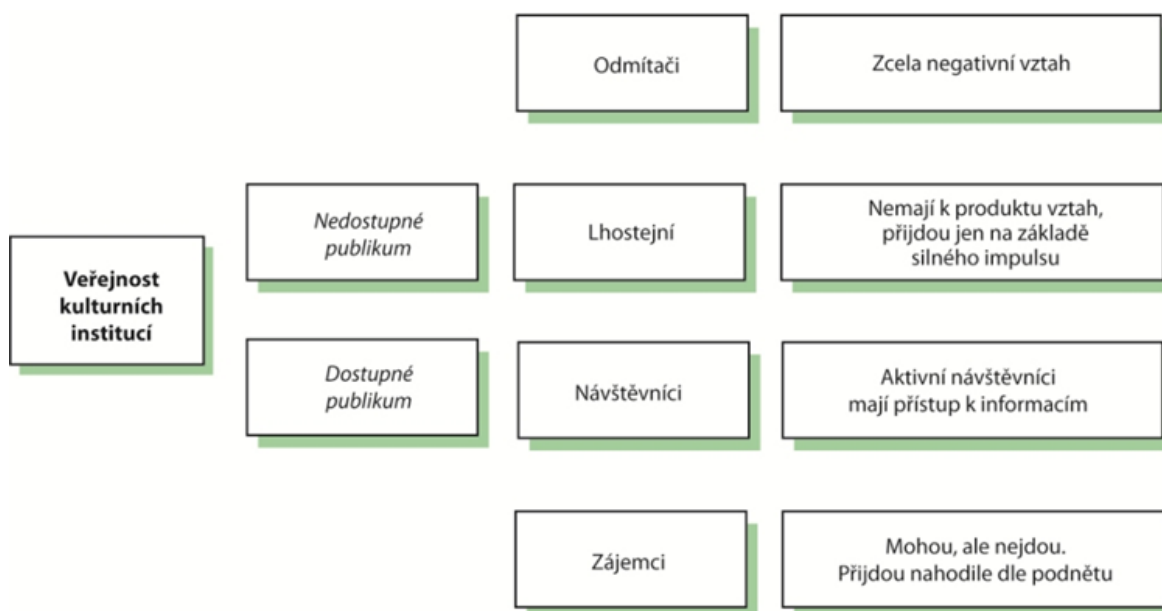 Odmítači
Zcela negativní vztah
Veřejnost
kulturních
institucí
Nedostupné
publikum
Lhostejní
Nemají k produktu vztah,
přijdou jen na základě
silného impulsu
Dostupné
publikum
Návštěvníci
Aktivní návštěvníci
mají přístup k informacím
Zájemci
Mohou, ale nejdou.
Přijdou nahodile dle podnětu